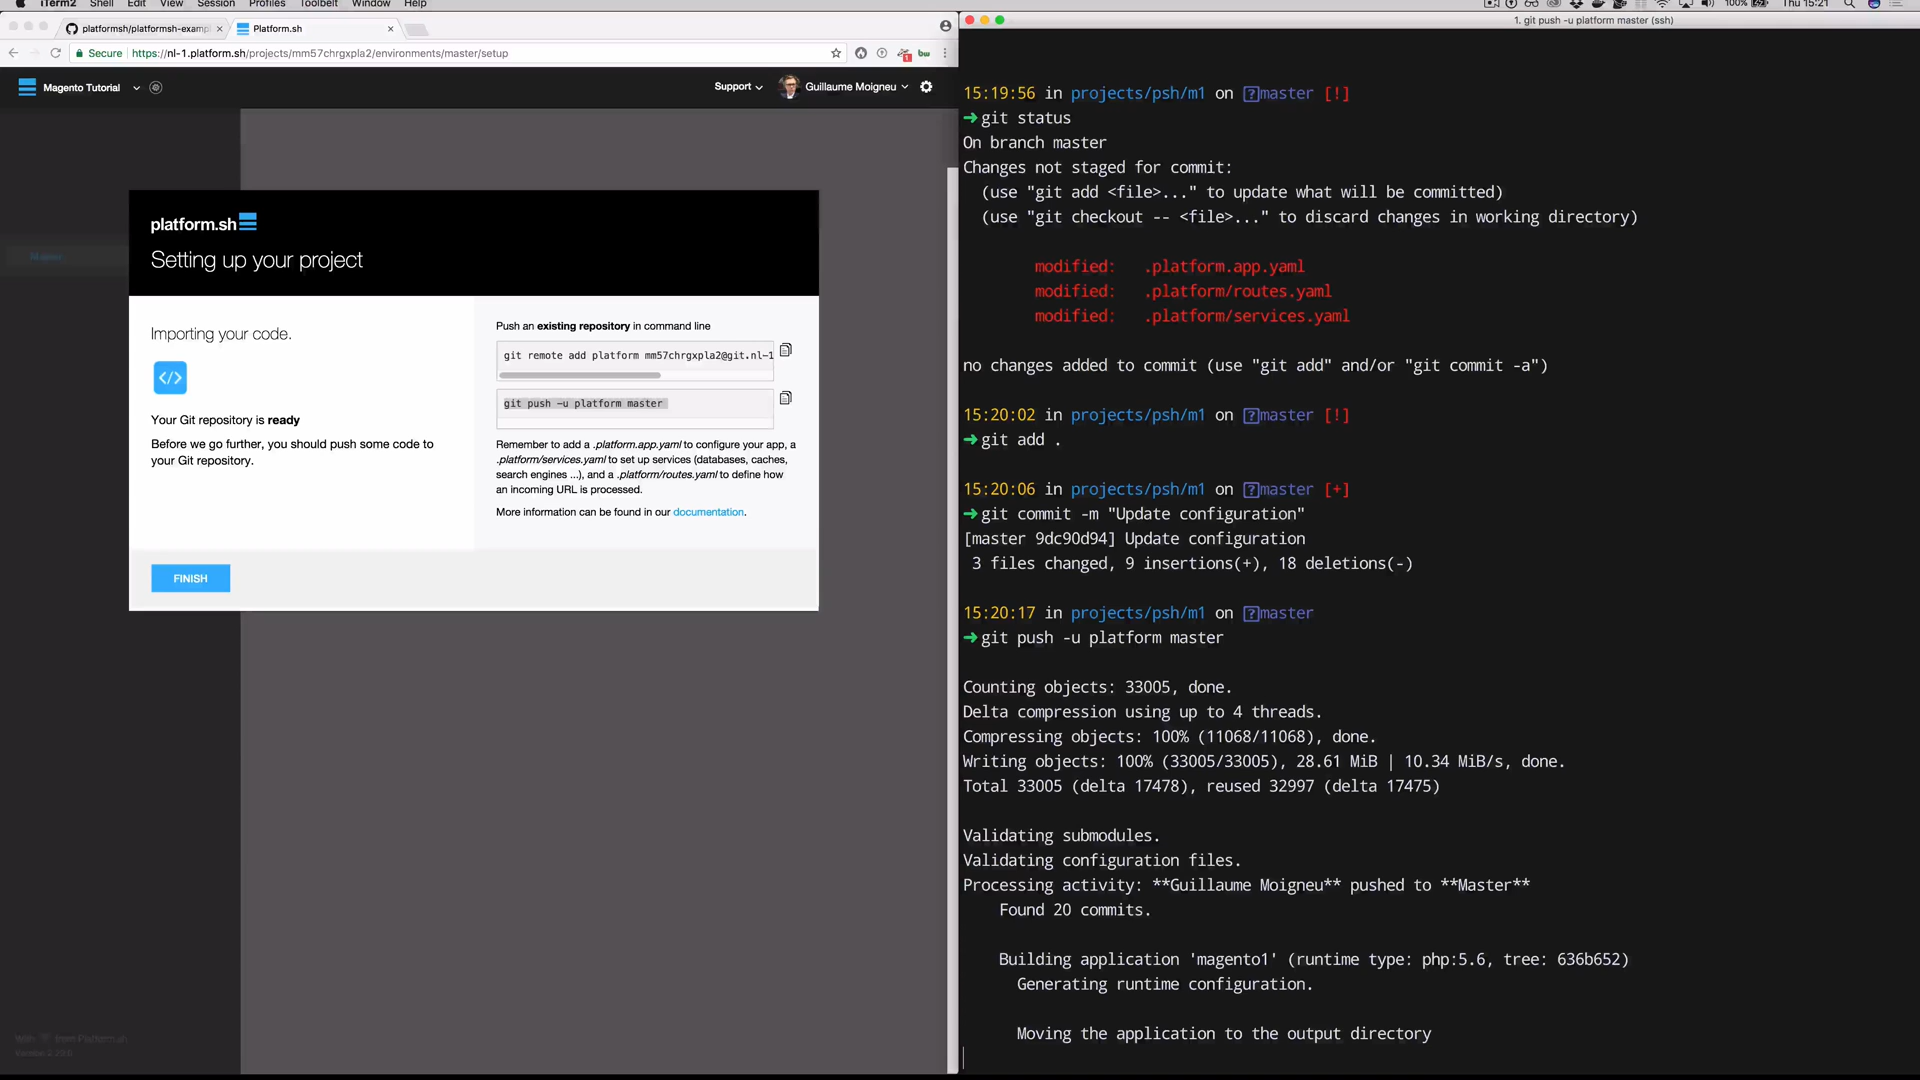 iTerm2 Shell Edit View Session Profiles Toolbelt Window Help
100% Thu 15:21
platformsh/platformsh-exampl × Platform.sh ×
1. git push -u platform master (ssh)
Secure https://nl-1.platform.sh/projects/mm57chrgxpla2/environments/master/setup
Magento Tutorial
Support Guillaume Moigneu
Master
platform.sh
Setting up your project
Importing your code.
</>
Your Git repository is ready
Before we go further, you should push some code to
your Git repository.
Push an existing repository in command line
git remote add platform mm57chrgxpla2@git.nl-1
git push -u platform master
Remember to add a .platform.app.yaml to configure your app, a
.platform/services.yaml to set up services (databases, caches,
search engines ...), and a .platform/routes.yaml to define how
an incoming URL is processed.
More information can be found in our documentation.
FINISH
15:19:56 in projects/psh/m1 on master [!]
➜ git status
On branch master
Changes not staged for commit:
(use "git add <file>..." to update what will be committed)
(use "git checkout -- <file>..." to discard changes in working directory)
modified: .platform.app.yaml
modified: .platform/routes.yaml
modified: .platform/services.yaml
no changes added to commit (use "git add" and/or "git commit -a")
15:20:02 in projects/psh/m1 on master [!]
➜ git add .
15:20:06 in projects/psh/m1 on master [+]
➜ git commit -m "Update configuration"
[master 9dc90d94] Update configuration
3 files changed, 9 insertions(+), 18 deletions(-)
15:20:17 in projects/psh/m1 on master
➜ git push -u platform master
Counting objects: 33005, done.
Delta compression using up to 4 threads.
Compressing objects: 100% (11068/11068), done.
Writing objects: 100% (33005/33005), 28.61 MiB | 10.34 MiB/s, done.
Total 33005 (delta 17478), reused 32997 (delta 17475)
Validating submodules.
Validating configuration files.
Processing activity: **Guillaume Moigneu** pushed to **Master**
Found 20 commits.
Building application 'magento1' (runtime type: php:5.6, tree: 636b652)
Generating runtime configuration.
Moving the application to the output directory